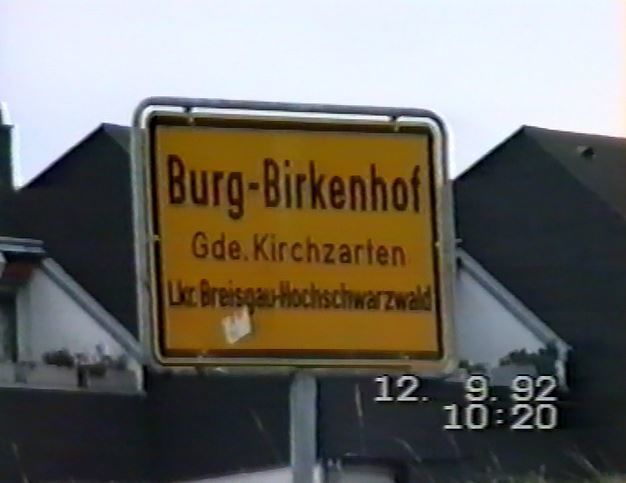 Burg-Birkenhof
Gde. Kirchzarten
Lkr. Breisgau-Hochschwarzwald
12. 9. 92
10:20